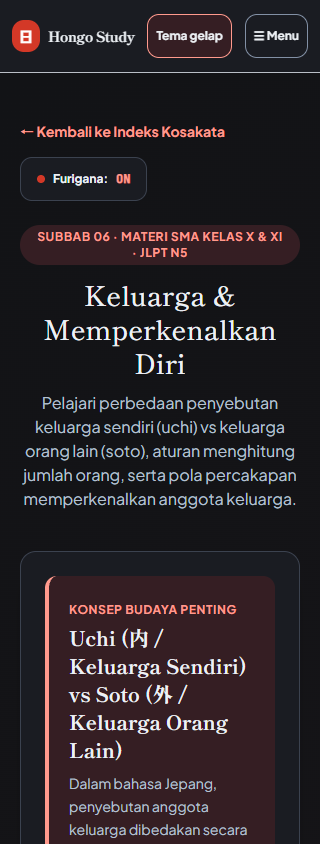 日 Hongo Study
Tema gelap
☰ Menu
← Kembali ke Indeks Kosakata
Furigana: ON
SUBBAB 06 · MATERI SMA KELAS X & XI
· JLPT N5
Keluarga &
Memperkenalkan
Diri
Pelajari perbedaan penyebutan
keluarga sendiri (uchi) vs keluarga
orang lain (soto), aturan menghitung
jumlah orang, serta pola percakapan
memperkenalkan anggota keluarga.
KONSEP BUDAYA PENTING
Uchi (内 /
Keluarga Sendiri)
vs Soto (外 /
Keluarga Orang
Lain)
Dalam bahasa Jepang,
penyebutan anggota
keluarga dibedakan secara